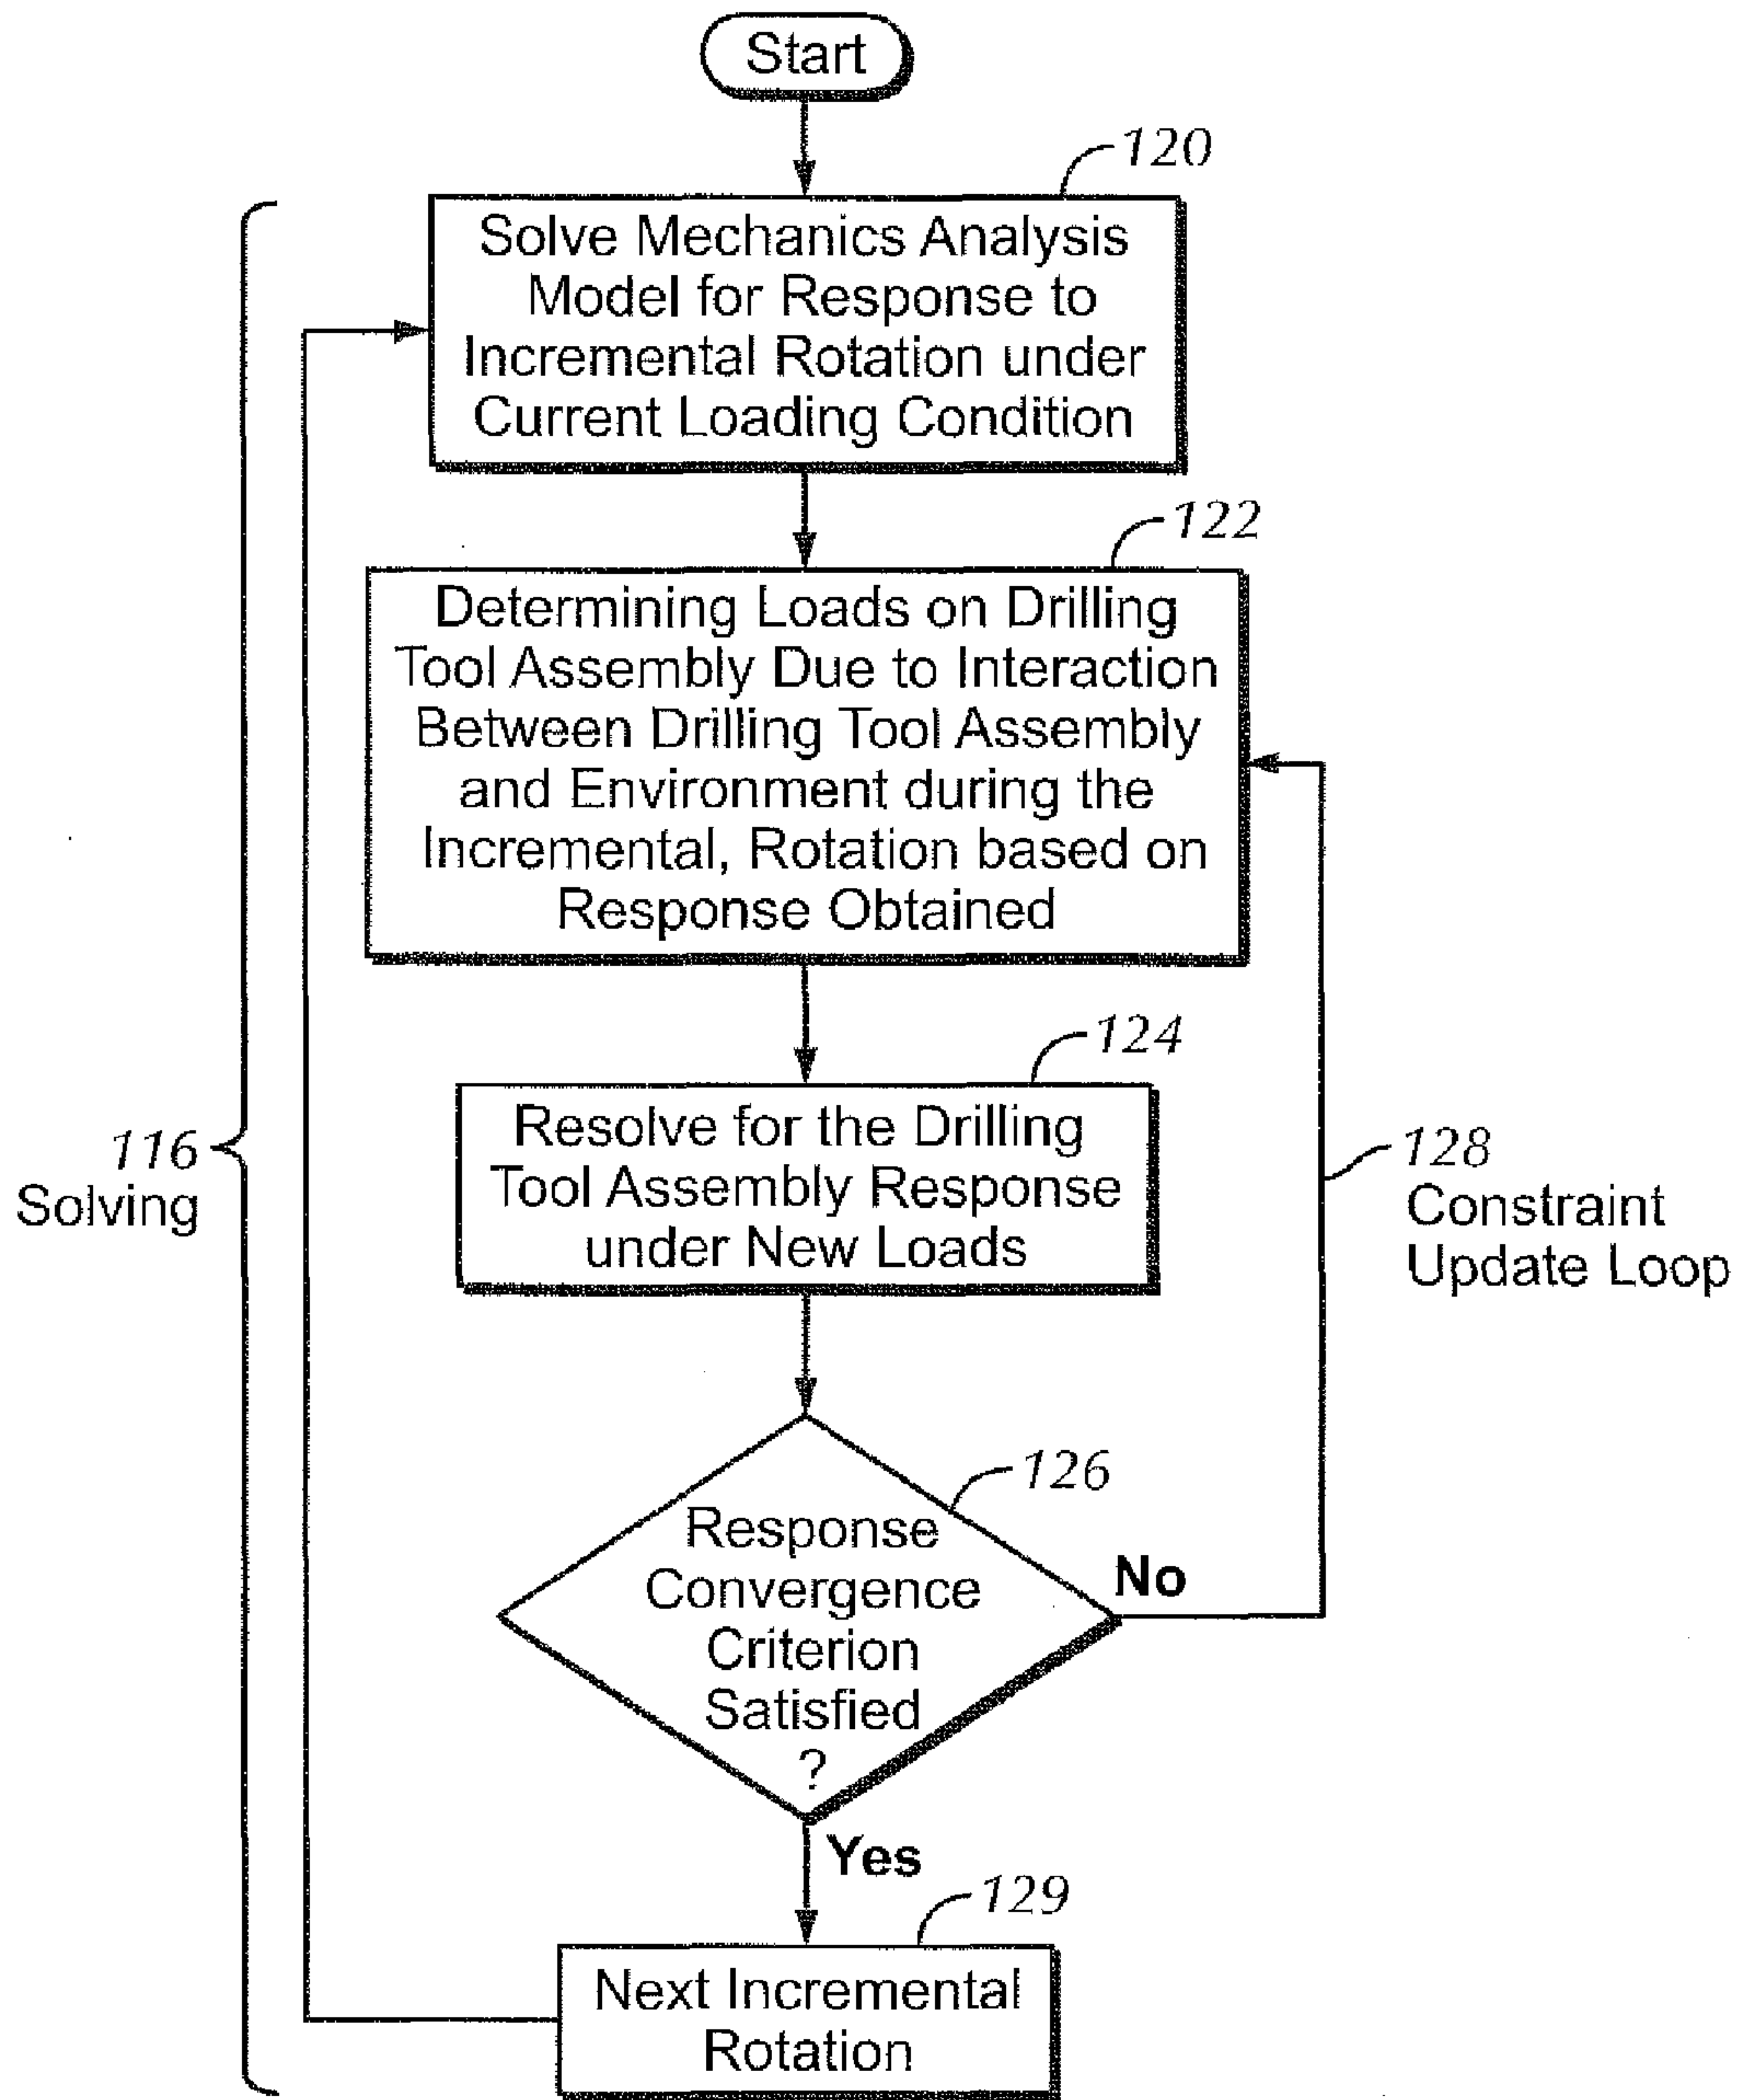 Start
120
Solve Mechanics Analysis
Model for Response to
Incremental Rotation under
Current Loading Condition
122
Determining Loads on Drilling
Tool Assembly Due to Interaction
Between Drilling Tool Assembly
and Environment during the
Incremental, Rotation based on
Response Obtained
124
Resolve for the Drilling
Tool Assembly Response
under New Loads
116
Solving
128
Constraint
Update Loop
126
Response
Convergence
Criterion
Satisfied
?
No
Yes
129
Next Incremental
Rotation